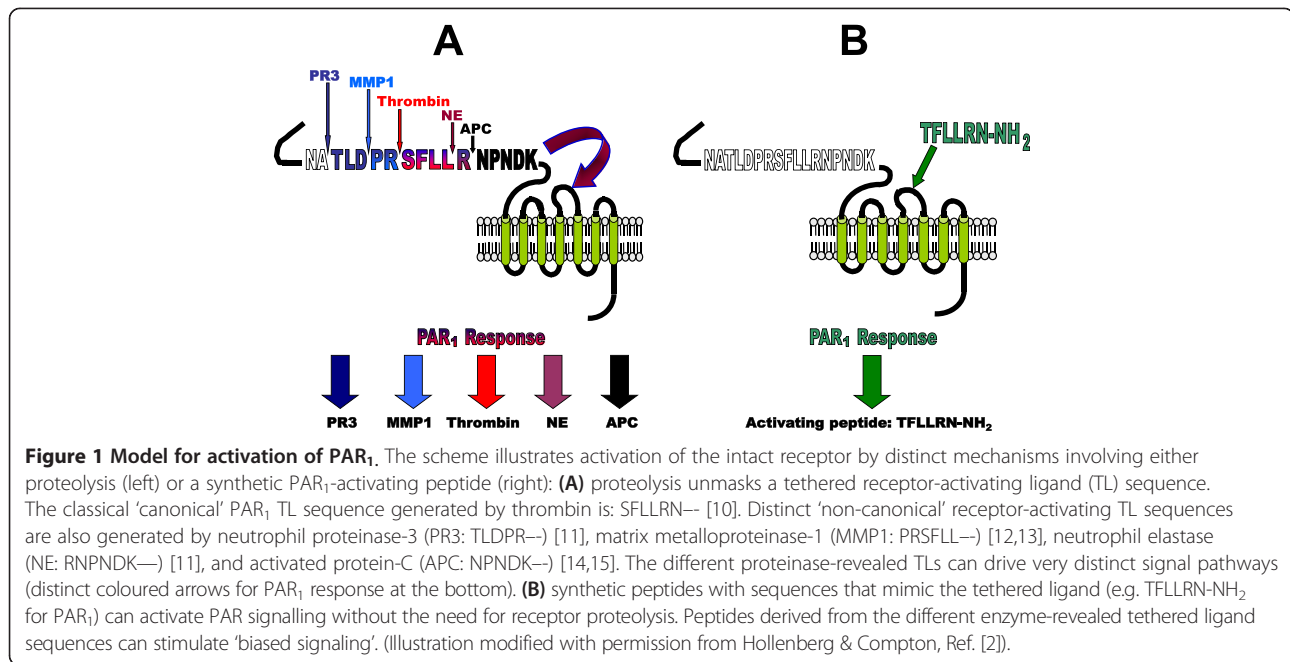 A
B
PR3
MMP1
Thrombin
NE
APC
NATLDPRSFLLRNPNDK
NATLDPRSFLLRNPNDK
TFLLRN-NH2
PAR1 Response
PAR1 Response
PR3 MMP1 Thrombin NE APC
Activating peptide: TFLLRN-NH2
Figure 1 Model for activation of PAR1. The scheme illustrates activation of the intact receptor by distinct mechanisms involving either
proteolysis (left) or a synthetic PAR1-activating peptide (right): (A) proteolysis unmasks a tethered receptor-activating ligand (TL) sequence.
The classical ‘canonical’ PAR1 TL sequence generated by thrombin is: SFLLRN–- [10]. Distinct ‘non-canonical’ receptor-activating TL sequences
are also generated by neutrophil proteinase-3 (PR3: TLDPR–-) [11], matrix metalloproteinase-1 (MMP1: PRSFLL–-) [12,13], neutrophil elastase
(NE: RNPNDK—) [11], and activated protein-C (APC: NPNDK–-) [14,15]. The different proteinase-revealed TLs can drive very distinct signal pathways
(distinct coloured arrows for PAR1 response at the bottom). (B) synthetic peptides with sequences that mimic the tethered ligand (e.g. TFLLRN-NH2
for PAR1) can activate PAR signalling without the need for receptor proteolysis. Peptides derived from the different enzyme-revealed tethered ligand
sequences can stimulate ‘biased signaling’. (Illustration modified with permission from Hollenberg & Compton, Ref. [2]).